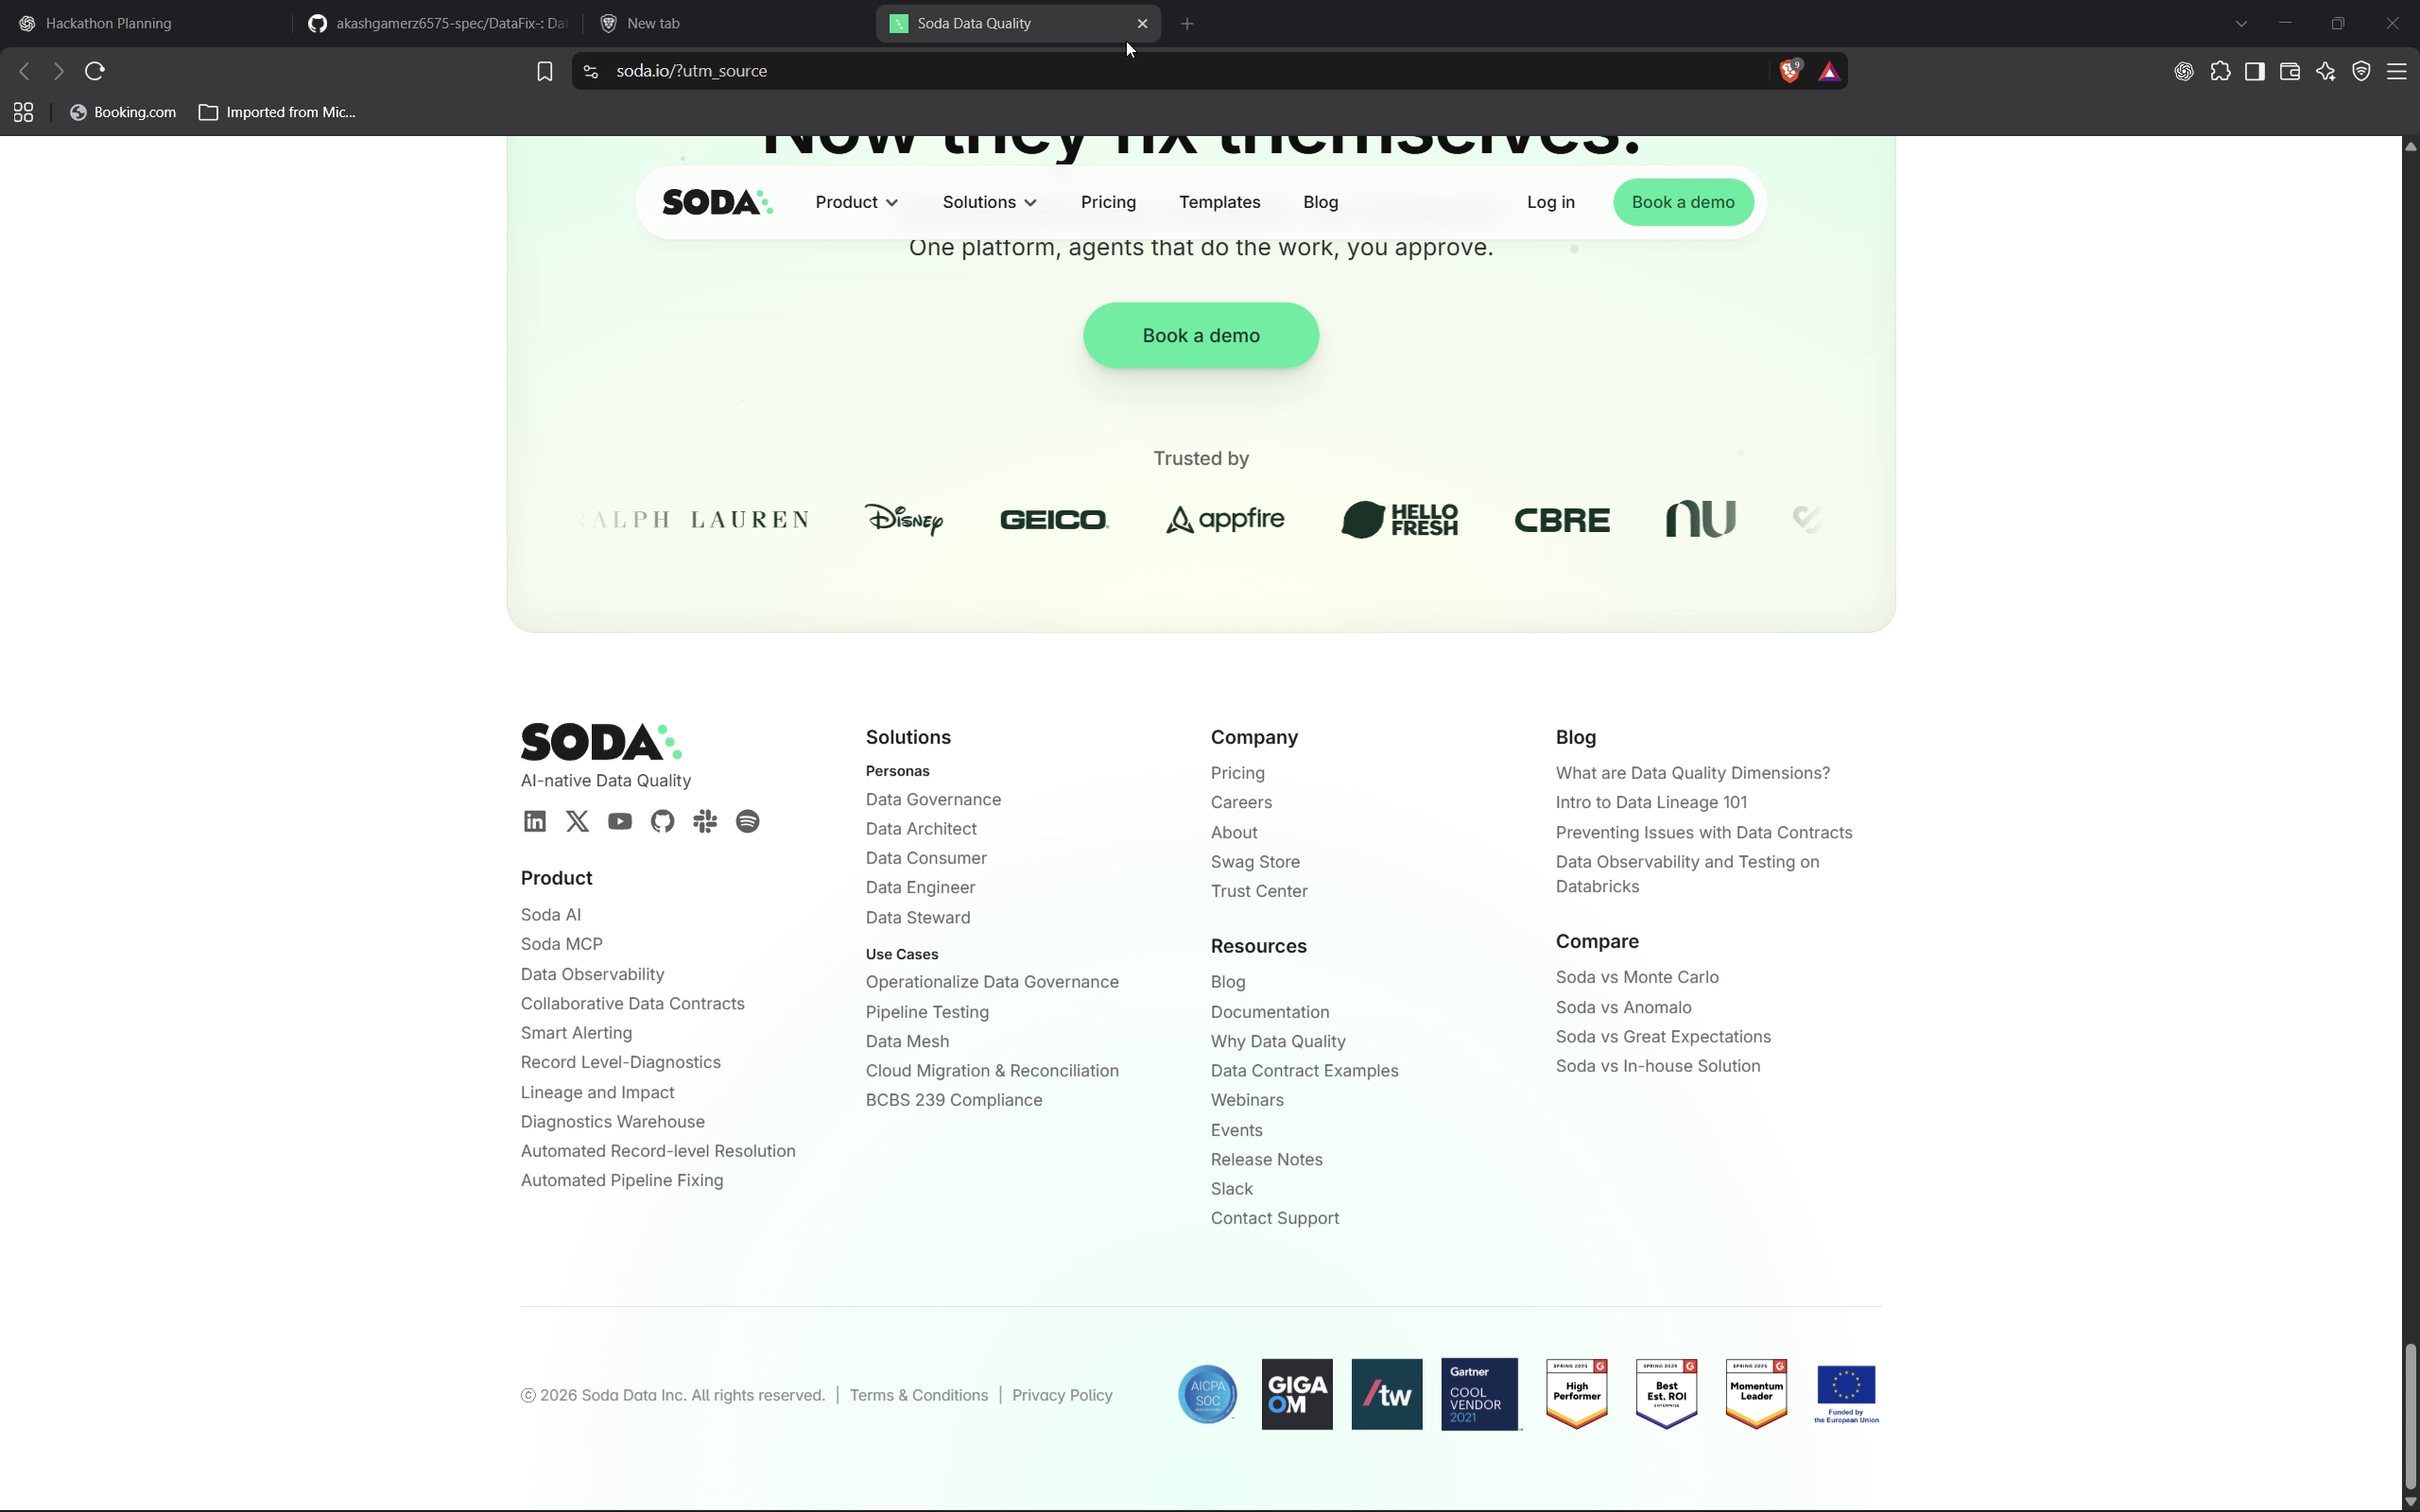 Hackathon Planning
akashgamerz6575-spec/DataFix-: Dat
New tab
Soda Data Quality
soda.io/?utm_source
9
Booking.com
Imported from Mic...
Now they fix themselves.
SODA
Product
Solutions
Pricing
Templates
Blog
Log in
Book a demo
One platform, agents that do the work, you approve.
Book a demo
Trusted by
RALPH LAUREN
Disney
GEICO
appfire
HELLO
FRESH
CBRE
nu
SODA
AI-native Data Quality
Product
Soda AI
Soda MCP
Data Observability
Collaborative Data Contracts
Smart Alerting
Record Level-Diagnostics
Lineage and Impact
Diagnostics Warehouse
Automated Record-level Resolution
Automated Pipeline Fixing
Solutions
Personas
Data Governance
Data Architect
Data Consumer
Data Engineer
Data Steward
Use Cases
Operationalize Data Governance
Pipeline Testing
Data Mesh
Cloud Migration & Reconciliation
BCBS 239 Compliance
Company
Pricing
Careers
About
Swag Store
Trust Center
Resources
Blog
Documentation
Why Data Quality
Data Contract Examples
Webinars
Events
Release Notes
Slack
Contact Support
Blog
What are Data Quality Dimensions?
Intro to Data Lineage 101
Preventing Issues with Data Contracts
Data Observability and Testing on
Databricks
Compare
Soda vs Monte Carlo
Soda vs Anomalo
Soda vs Great Expectations
Soda vs In-house Solution
© 2026 Soda Data Inc. All rights reserved. | Terms & Conditions | Privacy Policy
AICPA
SOC
GIGA
OM
/tw
Gartner
COOL
VENDOR
2021
High
Performer
Best
Est. ROI
ENTERPRISE
Momentum
Leader
Funded by
the European Union